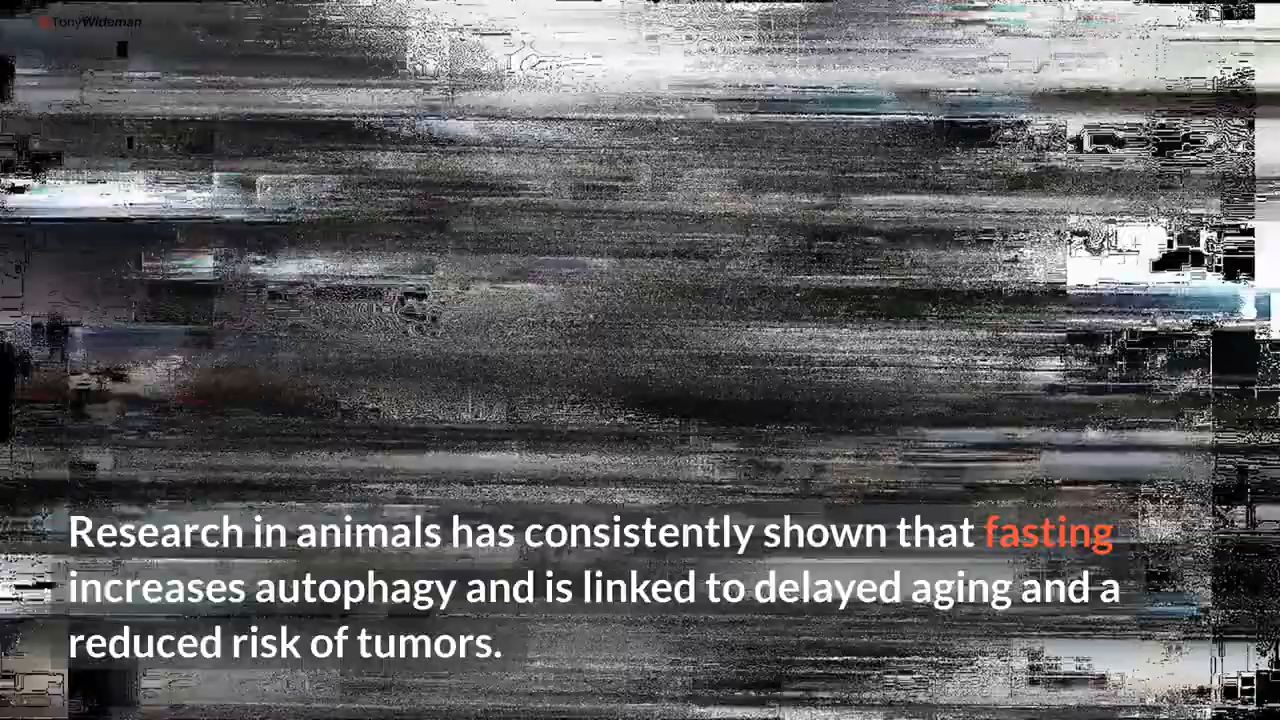 TonyWideman
Research in animals has consistently shown that fasting
increases autophagy and is linked to delayed aging and a
reduced risk of tumors.